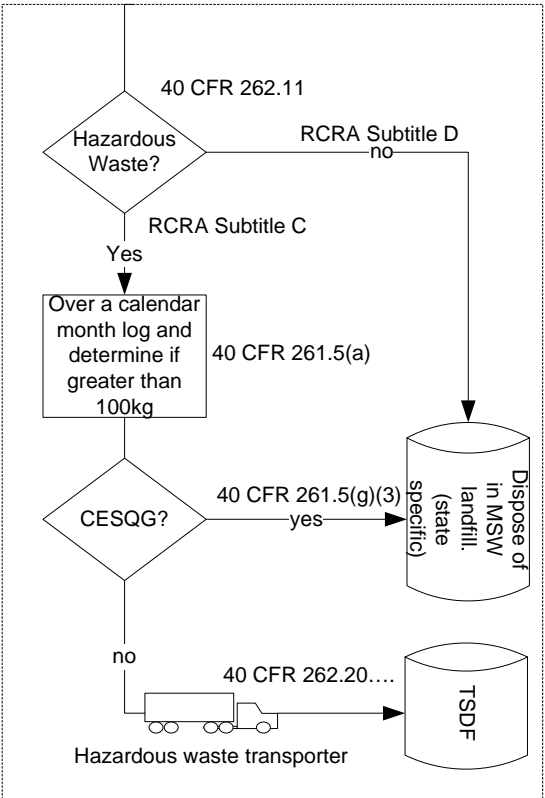 40 CFR 262.11
Hazardous
Waste?
RCRA Subtitle D
no
RCRA Subtitle C
Yes
Over a calendar
month log and
determine if
greater than
100kg
40 CFR 261.5(a)
CESQG?
40 CFR 261.5(g)(3)
yes
Dispose of
in MSW
landfill.
(state
specific)
no
40 CFR 262.20….
TSDF
Hazardous waste transporter